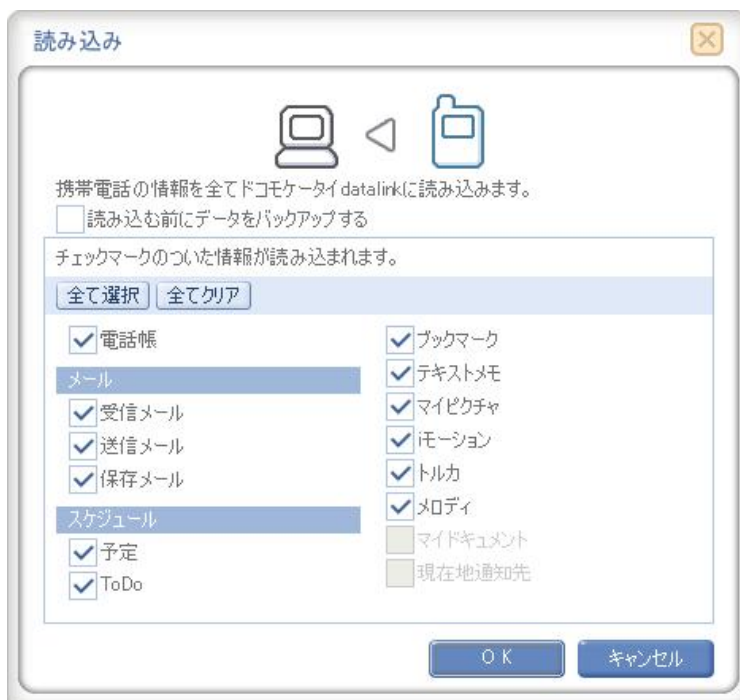 読み込み
携帯電話の情報を全てドコモケータイdatalinkに読み込みます。
読み込む前にデータをバックアップする
チェックマークのついた情報が読み込まれます。
全て選択 全てクリア
電話帳
メール
受信メール
送信メール
保存メール
スケジュール
予定
ToDo
ブックマーク
テキストメモ
マイピクチャ
iモーション
トルカ
メロディ
マイドキュメント
現在地通知先
OK キャンセル